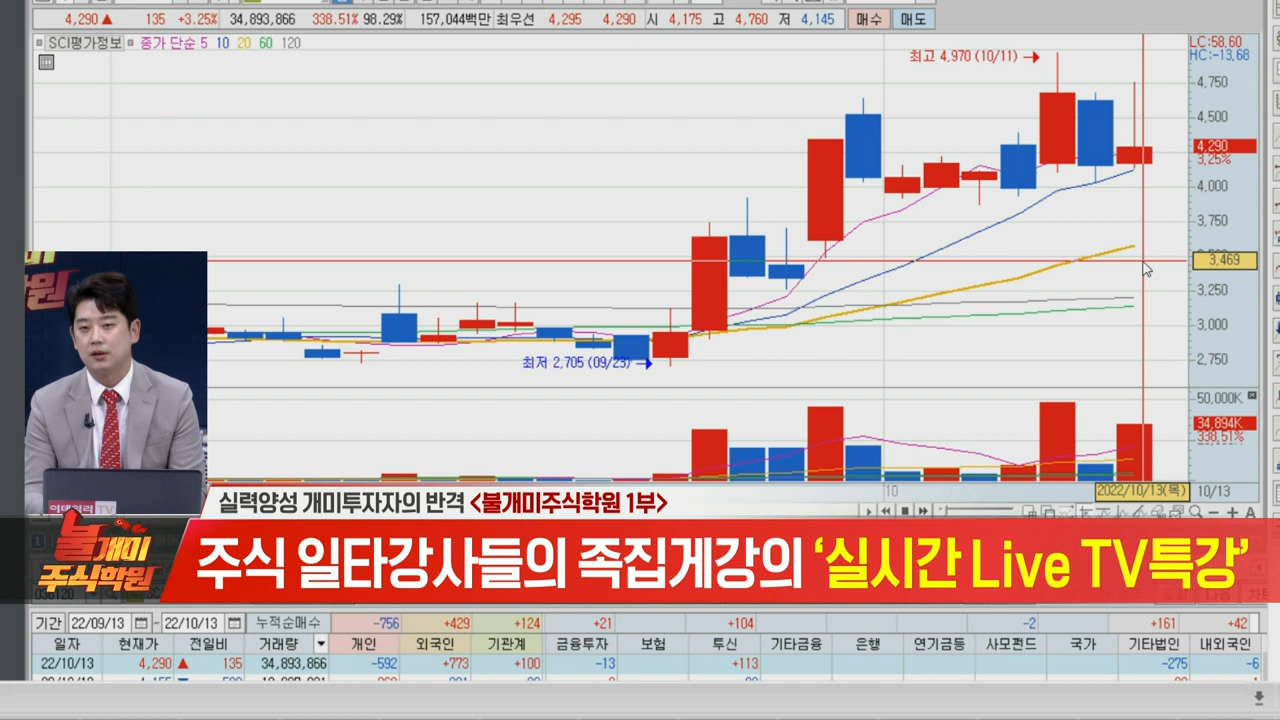 4,290 ▲ 135 +3.25% 34,893,866 338.51% 98.29% 157,044백만 최우선 4,295 4,290 시 4,175 고 4,760 저 4,145 매수 매도
SCI평가정보 종가 단순 5 10 20 60 120
최고 4,970 (10/11)
LC:58.60
HC:-13.68
4,750
4,500
4,290
3.25%
4,000
3,750
3,469
3,250
3,000
2,750
최저 2,705 (09/23)
50,000K
34,894K
338.51%
10
2022/10/13(목) 10/13
이데일리TV
실력양성 개미투자자의 반격 <불개미주식학원 1부>
불개미
주식학원
주식 일타강사들의 족집게강의 ‘실시간 Live TV특강’
기간 22/09/13 ~ 22/10/13 누적순매수 -756 +429 +124 +21 +104 -2 +161 +42
일자 현재가 전일비 거래량 개인 외국인 기관계 금융투자 보험 투신 기타금융 은행 연기금등 사모펀드 국가 기타법인 내외국인
22/10/13 4,290 ▲ 135 34,893,866 -592 +773 +100 -13 +113 -275 -6